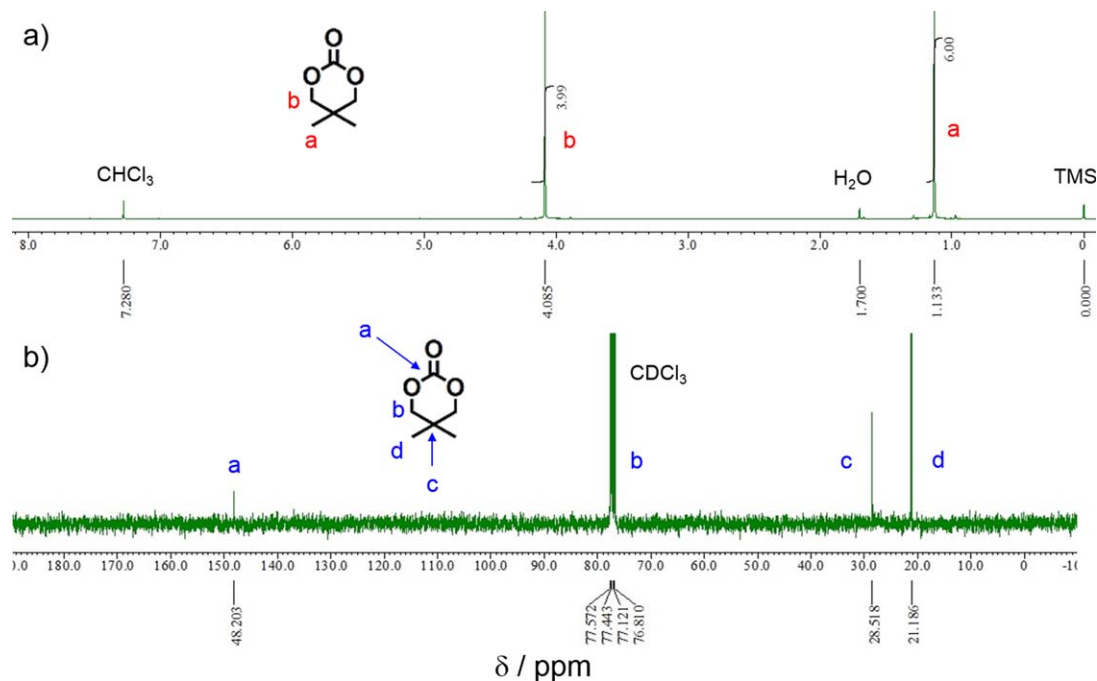 a)
O
O O
b
a
CHCl₃
3.99
b
H₂O
6.00
a
TMS
8.0 7.0 6.0 5.0 4.0 3.0 2.0 1.0 0
7.280 4.085 1.700 1.133 0.000
b)
a
O
O O
b
d
c
CDCl₃
a b c d
0.0 180.0 170.0 160.0 150.0 140.0 130.0 120.0 110.0 100.0 90.0 80.0 70.0 60.0 50.0 40.0 30.0 20.0 10.0 0 -10
48.203 77.572 77.443 77.121 76.810 28.518 21.186
δ / ppm